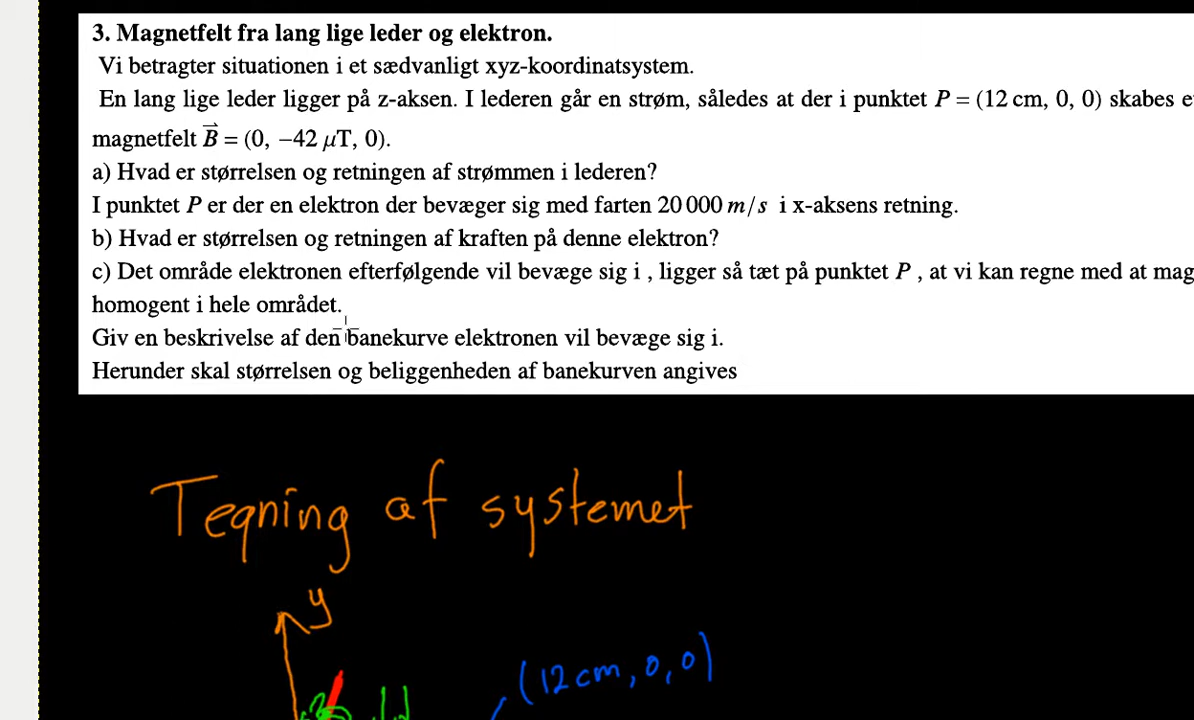 3. Magnetfelt fra lang lige leder og elektron.
Vi betragter situationen i et sædvanligt xyz-koordinatsystem.
En lang lige leder ligger på z-aksen. I lederen går en strøm, således at der i punktet P = (12 cm, 0, 0) skabes e
magnetfelt B⃗ = (0, −42 μT, 0).
a) Hvad er størrelsen og retningen af strømmen i lederen?
I punktet P er der en elektron der bevæger sig med farten 20 000 m/s i x-aksens retning.
b) Hvad er størrelsen og retningen af kraften på denne elektron?
c) Det område elektronen efterfølgende vil bevæge sig i , ligger så tæt på punktet P , at vi kan regne med at mag
homogent i hele området.
Giv en beskrivelse af den banekurve elektronen vil bevæge sig i.
Herunder skal størrelsen og beliggenheden af banekurven angives
Tegning af systemet
y
(12 cm, 0, 0)